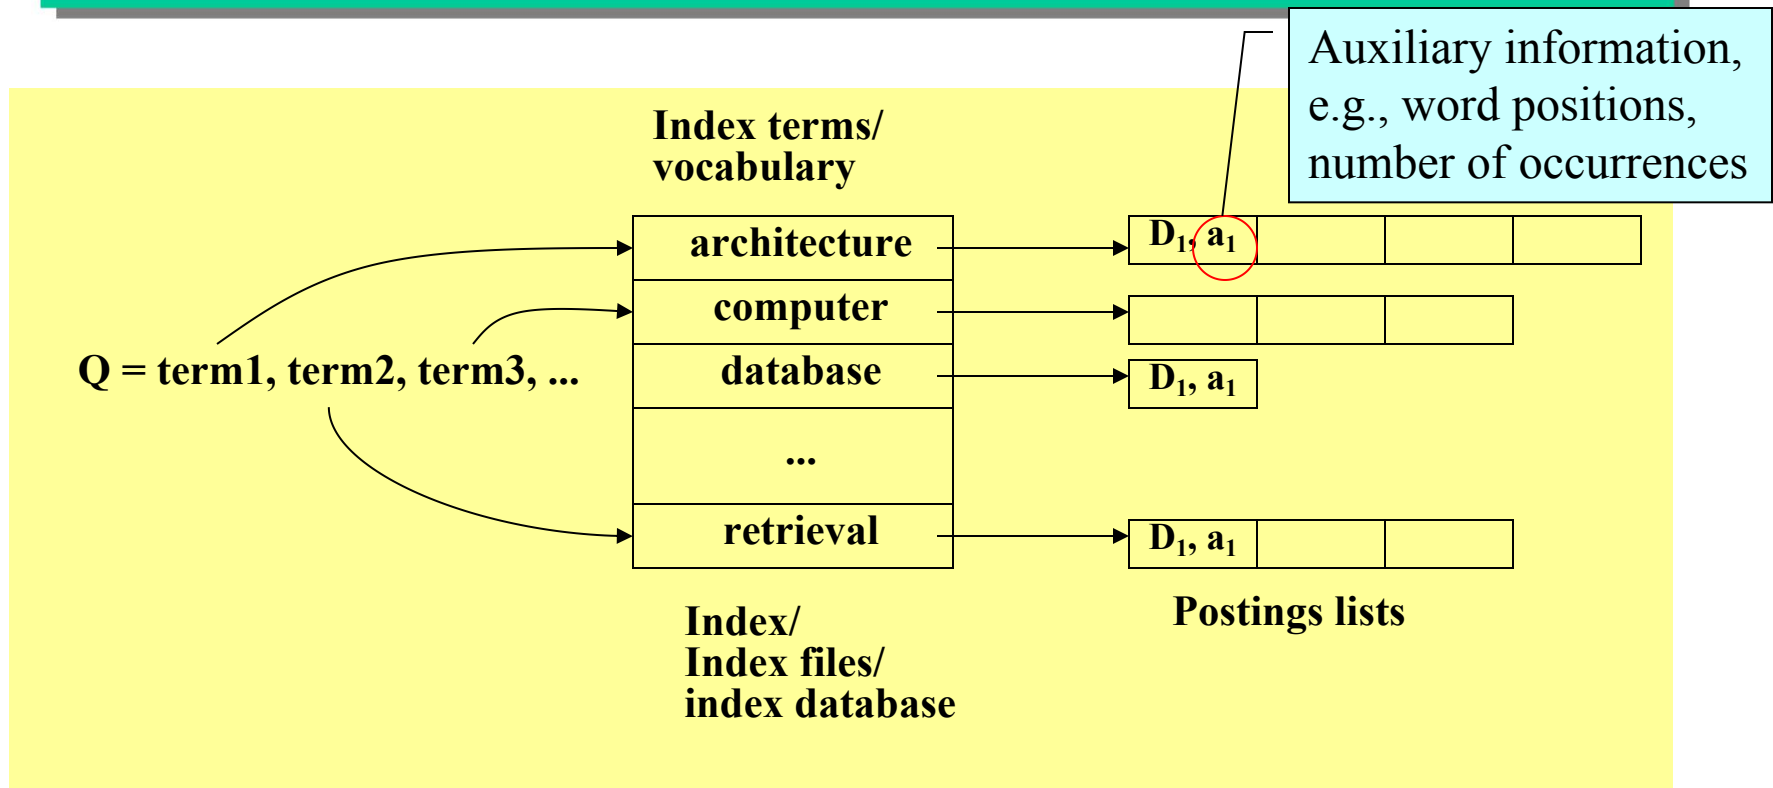 Auxiliary information,
e.g., word positions,
number of occurrences
Index terms/
vocabulary
architecture
D₁, a₁
computer
Q = term1, term2, term3, ...
database
D₁, a₁
...
retrieval
D₁, a₁
Postings lists
Index/
Index files/
index database